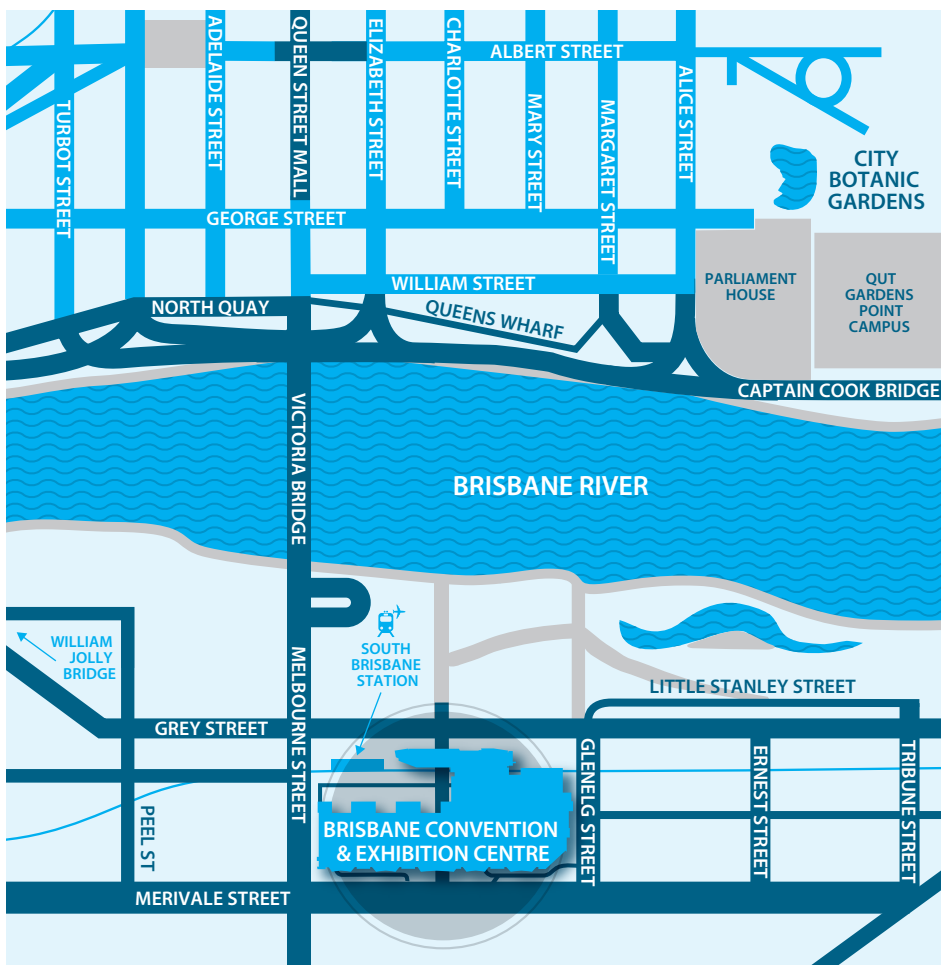 ADELAIDE STREET
QUEEN STREET MALL
ELIZABETH STREET
CHARLOTTE STREET
ALBERT STREET
TURBOT STREET
MARY STREET
MARGARET STREET
ALICE STREET
CITY
BOTANIC
GARDENS
GEORGE STREET
WILLIAM STREET
PARLIAMENT
HOUSE
QUT
GARDENS
POINT
CAMPUS
NORTH QUAY
QUEENS WHARF
CAPTAIN COOK BRIDGE
VICTORIA BRIDGE
BRISBANE RIVER
WILLIAM
JOLLY
BRIDGE
MELBOURNE STREET
SOUTH
BRISBANE
STATION
LITTLE STANLEY STREET
GREY STREET
GLENELG STREET
ERNEST STREET
TRIBUNE STREET
PEEL ST
BRISBANE CONVENTION
& EXHIBITION CENTRE
MERIVALE STREET